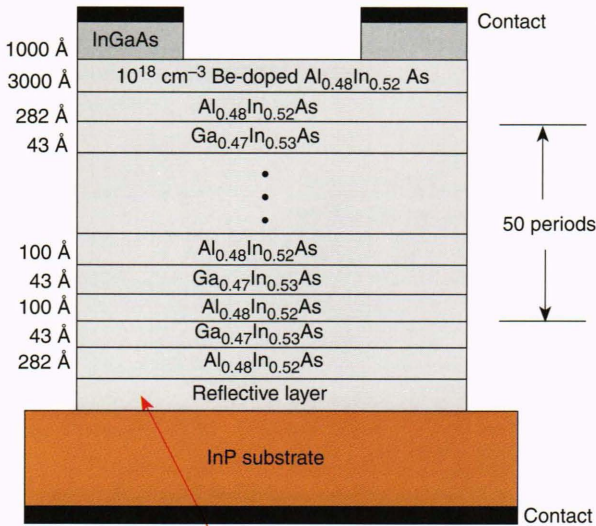 Contact
InGaAs
1000 Å
3000 Å 10¹⁸ cm⁻³ Be-doped Al₀.₄₈In₀.₅₂ As
282 Å Al₀.₄₈In₀.₅₂As
43 Å Ga₀.₄₇In₀.₅₃As
50 periods
100 Å Al₀.₄₈In₀.₅₂As
43 Å Ga₀.₄₇In₀.₅₃As
100 Å Al₀.₄₈In₀.₅₂As
43 Å Ga₀.₄₇In₀.₅₃As
282 Å Al₀.₄₈In₀.₅₂As
Reflective layer
InP substrate
Contact